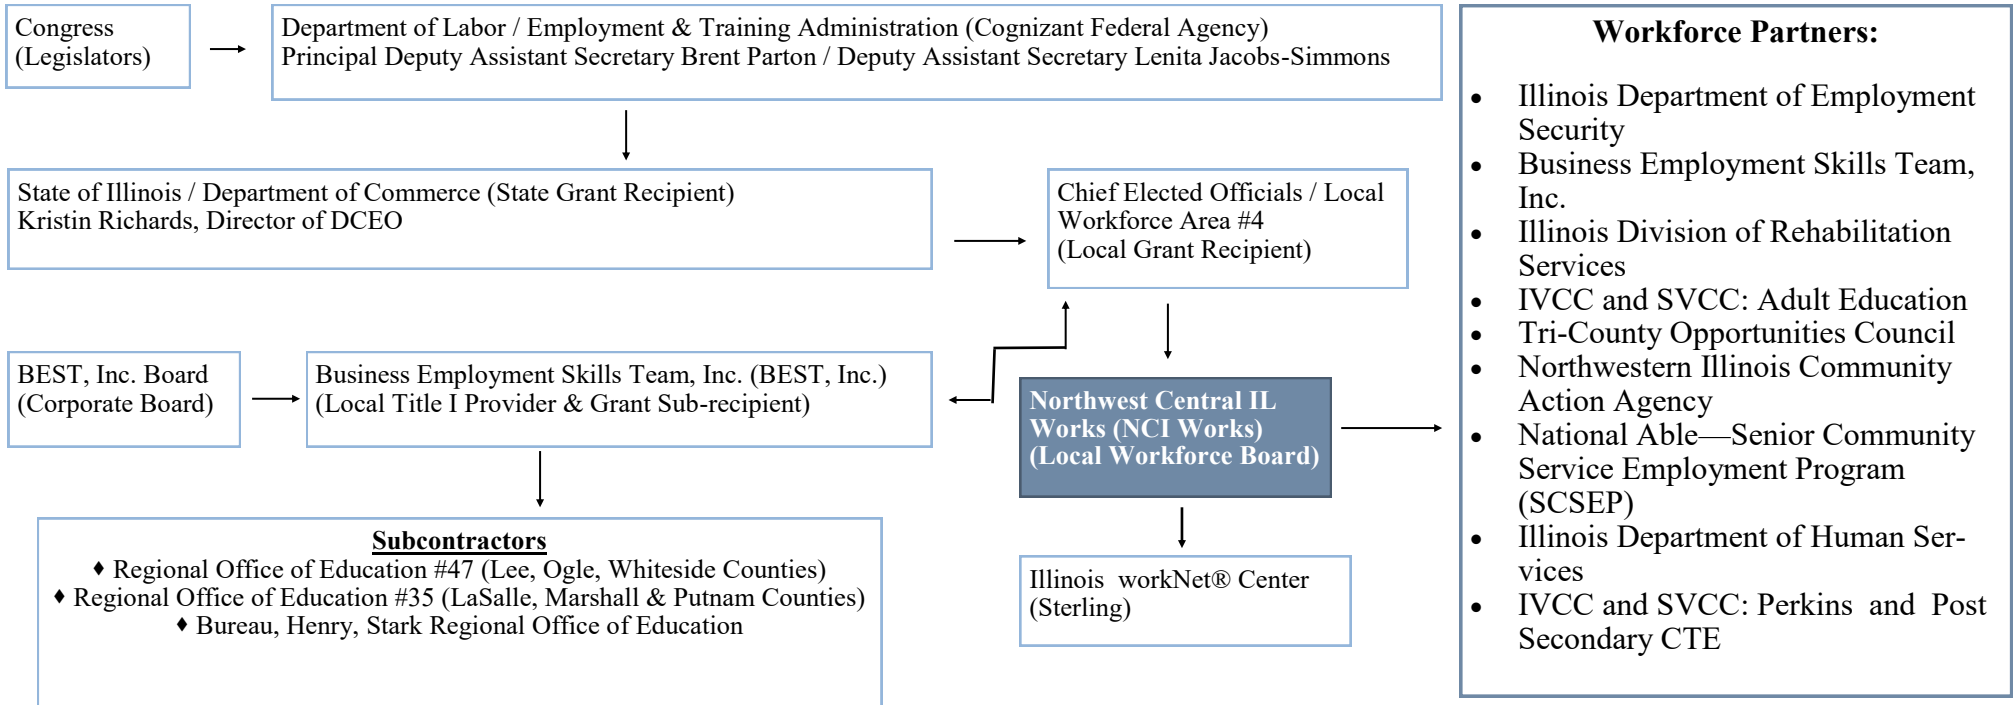 Congress
(Legislators)
Department of Labor / Employment & Training Administration (Cognizant Federal Agency)
Principal Deputy Assistant Secretary Brent Parton / Deputy Assistant Secretary Lenita Jacobs-Simmons
State of Illinois / Department of Commerce (State Grant Recipient)
Kristin Richards, Director of DCEO
Chief Elected Officials / Local
Workforce Area #4
(Local Grant Recipient)
BEST, Inc. Board
(Corporate Board)
Business Employment Skills Team, Inc. (BEST, Inc.)
(Local Title I Provider & Grant Sub-recipient)
Northwest Central IL
Works (NCI Works)
(Local Workforce Board)
Subcontractors
♦ Regional Office of Education #47 (Lee, Ogle, Whiteside Counties)
♦ Regional Office of Education #35 (LaSalle, Marshall & Putnam Counties)
♦ Bureau, Henry, Stark Regional Office of Education
Illinois workNet® Center
(Sterling)
Workforce Partners:
• Illinois Department of Employment
Security
• Business Employment Skills Team,
Inc.
• Illinois Division of Rehabilitation
Services
• IVCC and SVCC: Adult Education
• Tri-County Opportunities Council
• Northwestern Illinois Community
Action Agency
• National Able—Senior Community
Service Employment Program
(SCSEP)
• Illinois Department of Human Ser-
vices
• IVCC and SVCC: Perkins and Post
Secondary CTE